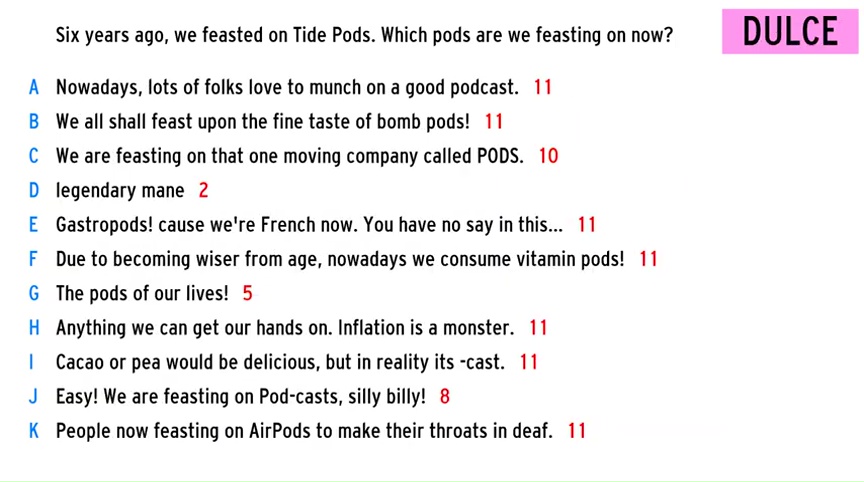 Six years ago, we feasted on Tide Pods. Which pods are we feasting on now?
DULCE
A Nowadays, lots of folks love to munch on a good podcast. 11
B We all shall feast upon the fine taste of bomb pods! 11
C We are feasting on that one moving company called PODS. 10
D legendary mane 2
E Gastropods! cause we're French now. You have no say in this... 11
F Due to becoming wiser from age, nowadays we consume vitamin pods! 11
G The pods of our lives! 5
H Anything we can get our hands on. Inflation is a monster. 11
I Cacao or pea would be delicious, but in reality its -cast. 11
J Easy! We are feasting on Pod-casts, silly billy! 8
K People now feasting on AirPods to make their throats in deaf. 11